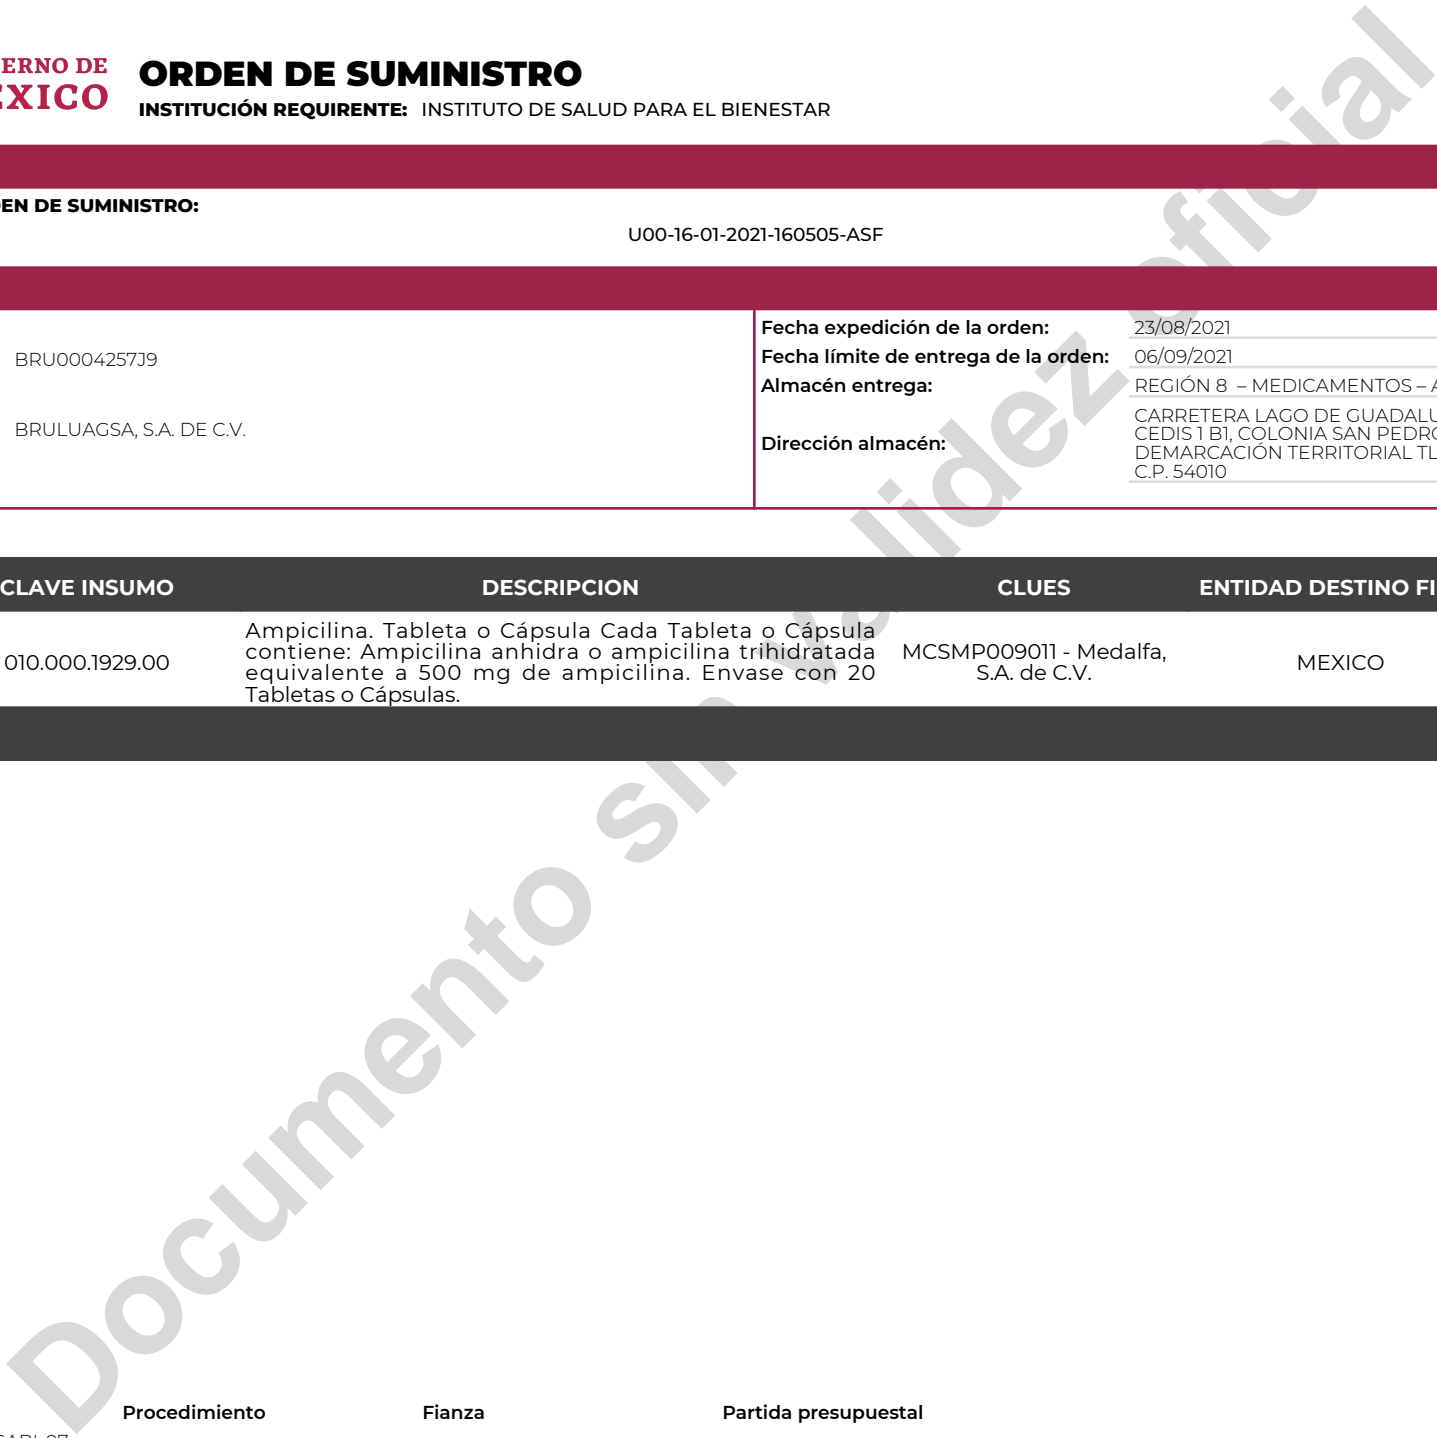 ERNO DE
EXICO
ORDEN DE SUMINISTRO
INSTITUCIÓN REQUIRENTE: INSTITUTO DE SALUD PARA EL BIENESTAR
EN DE SUMINISTRO:
U00-16-01-2021-160505-ASF
BRU0004257J9
BRULUAGSA, S.A. DE C.V.
Fecha expedición de la orden: 23/08/2021
Fecha límite de entrega de la orden: 06/09/2021
Almacén entrega: REGIÓN 8 – MEDICAMENTOS – A
Dirección almacén:
CARRETERA LAGO DE GUADALU
CEDIS 1 B1, COLONIA SAN PEDRO
DEMARCACIÓN TERRITORIAL TL
C.P. 54010
CLAVE INSUMO DESCRIPCION CLUES ENTIDAD DESTINO FI
010.000.1929.00
Ampicilina. Tableta o Cápsula Cada Tableta o Cápsula
contiene: Ampicilina anhidra o ampicilina trihidratada
equivalente a 500 mg de ampicilina. Envase con 20
Tabletas o Cápsulas.
MCSMP009011 - Medalfa,
S.A. de C.V.
MEXICO
Documento sin validez oficial
Procedimiento Fianza Partida presupuestal